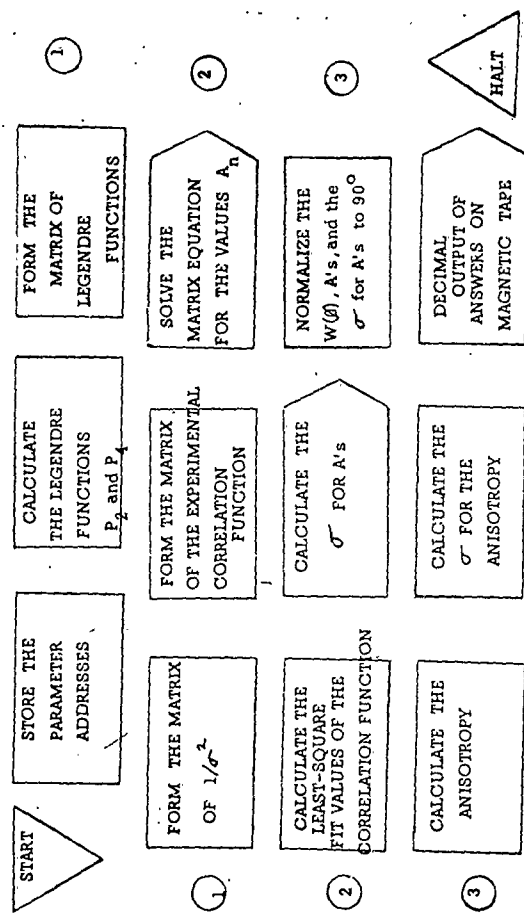 START
STORE THE
PARAMETER
ADDRESSES
CALCULATE
THE LEGENDRE
FUNCTIONS
P₂ and P₄
FORM THE
MATRIX OF
LEGENDRE
FUNCTIONS
1
1
FORM THE MATRIX
OF 1/σ²
FORM THE MATRIX
OF THE EXPERIMENTAL
CORRELATION
FUNCTION
SOLVE THE
MATRIX EQUATION
FOR THE VALUES Aₙ
2
2
CALCULATE THE
LEAST-SQUARE
FIT VALUES OF THE
CORRELATION FUNCTION
CALCULATE THE
σ FOR A's
NORMALIZE THE
W(Ø), A's, and the
σ for A's to 90°
3
3
CALCULATE THE
ANISOTROPY
CALCULATE THE
σ FOR THE
ANISOTROPY
DECIMAL
OUTPUT OF
ANSWERS ON
MAGNETIC TAPE
HALT